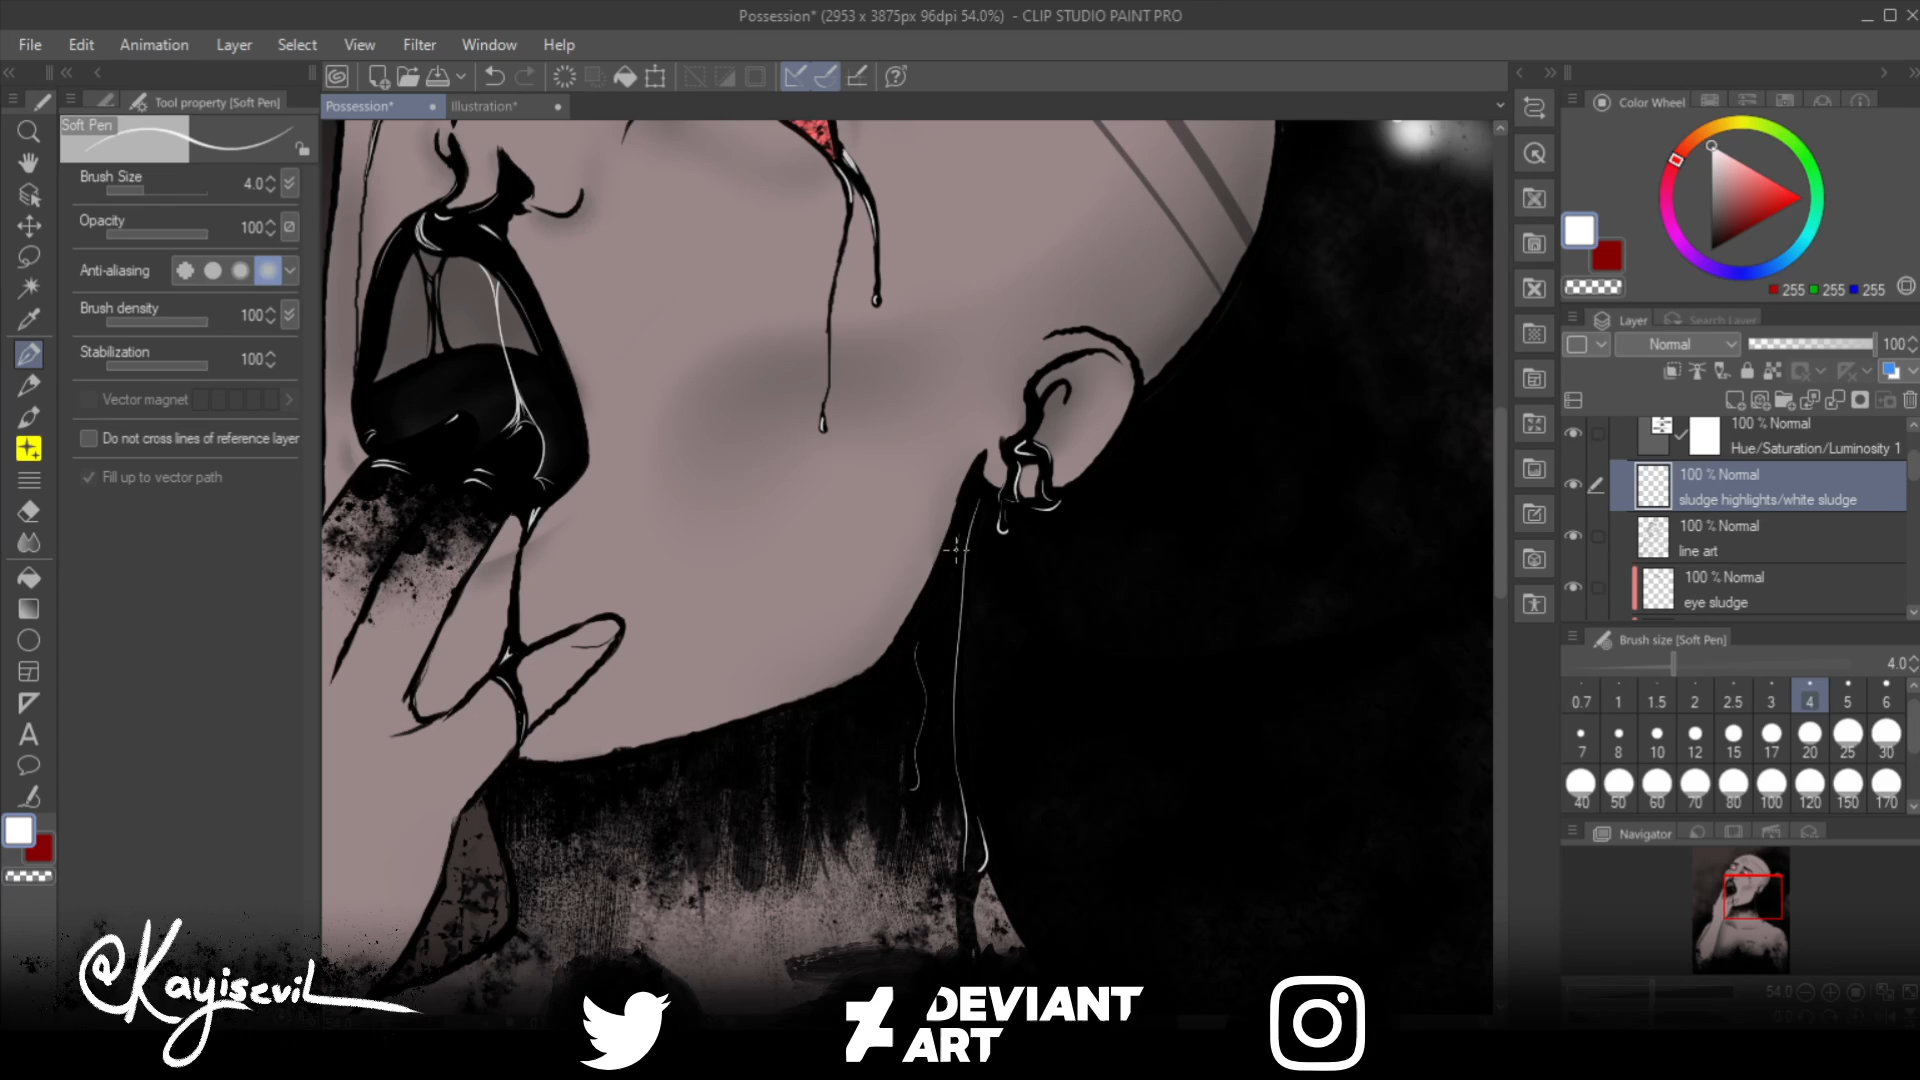 Possession* (2953 x 3875px 96dpi 54.0%) - CLIP STUDIO PAINT PRO
File Edit Animation Layer Select View Filter Window Help
Tool property [Soft Pen]
Possession* Illustration*
Color Wheel
Soft Pen
Brush Size 4.0
Opacity 100
Anti-aliasing
Brush density 100
Stabilization 100
Vector magnet
Do not cross lines of reference layer
Fill up to vector path
255 255 255
Layer Search Layer
Normal 100
100 % Normal
Hue/Saturation/Luminosity 1
100 % Normal
sludge highlights/white sludge
100 % Normal
line art
100 % Normal
eye sludge
Brush size [Soft Pen]
4.0
0.7 1 1.5 2 2.5 3 4 5 6
7 8 10 12 15 17 20 25 30
40 50 60 70 80 100 120 150 170
Navigator
54.0
0.0
@Kayisevil
DEVIANT
ART